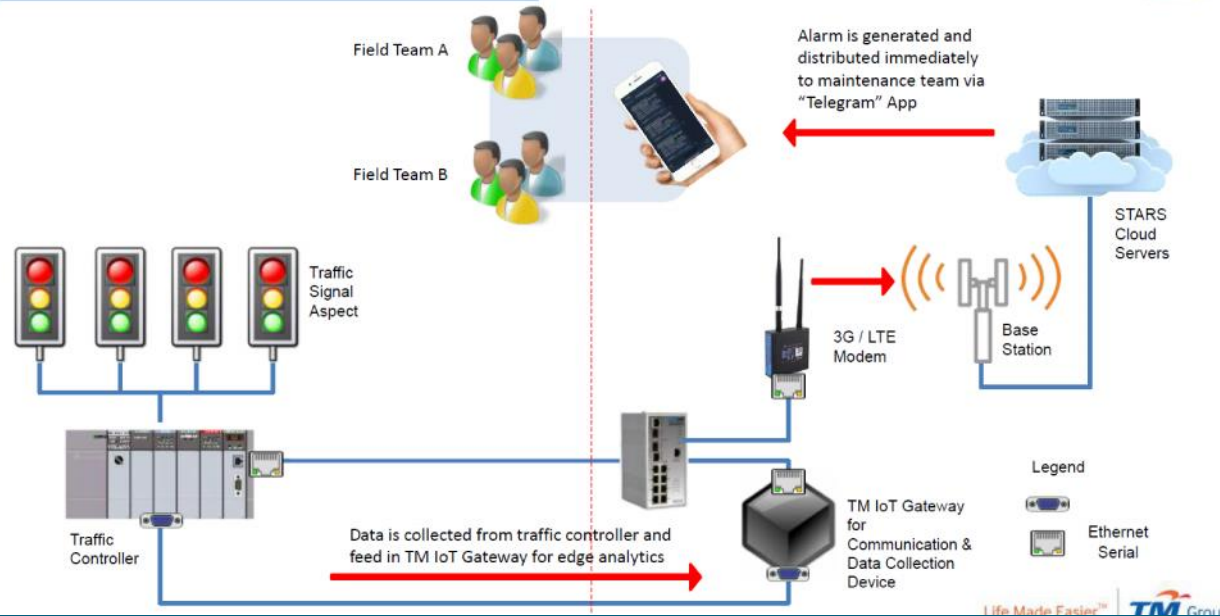 Field Team A
Field Team B
Alarm is generated and
distributed immediately
to maintenance team via
“Telegram” App
STARS
Cloud
Servers
Traffic
Signal
Aspect
3G / LTE
Modem
Base
Station
Traffic
Controller
Data is collected from traffic controller and
feed in TM IoT Gateway for edge analytics
TM IoT Gateway
for
Communication &
Data Collection
Device
Legend
Ethernet
Serial
Life Made Easier™
TM Grou